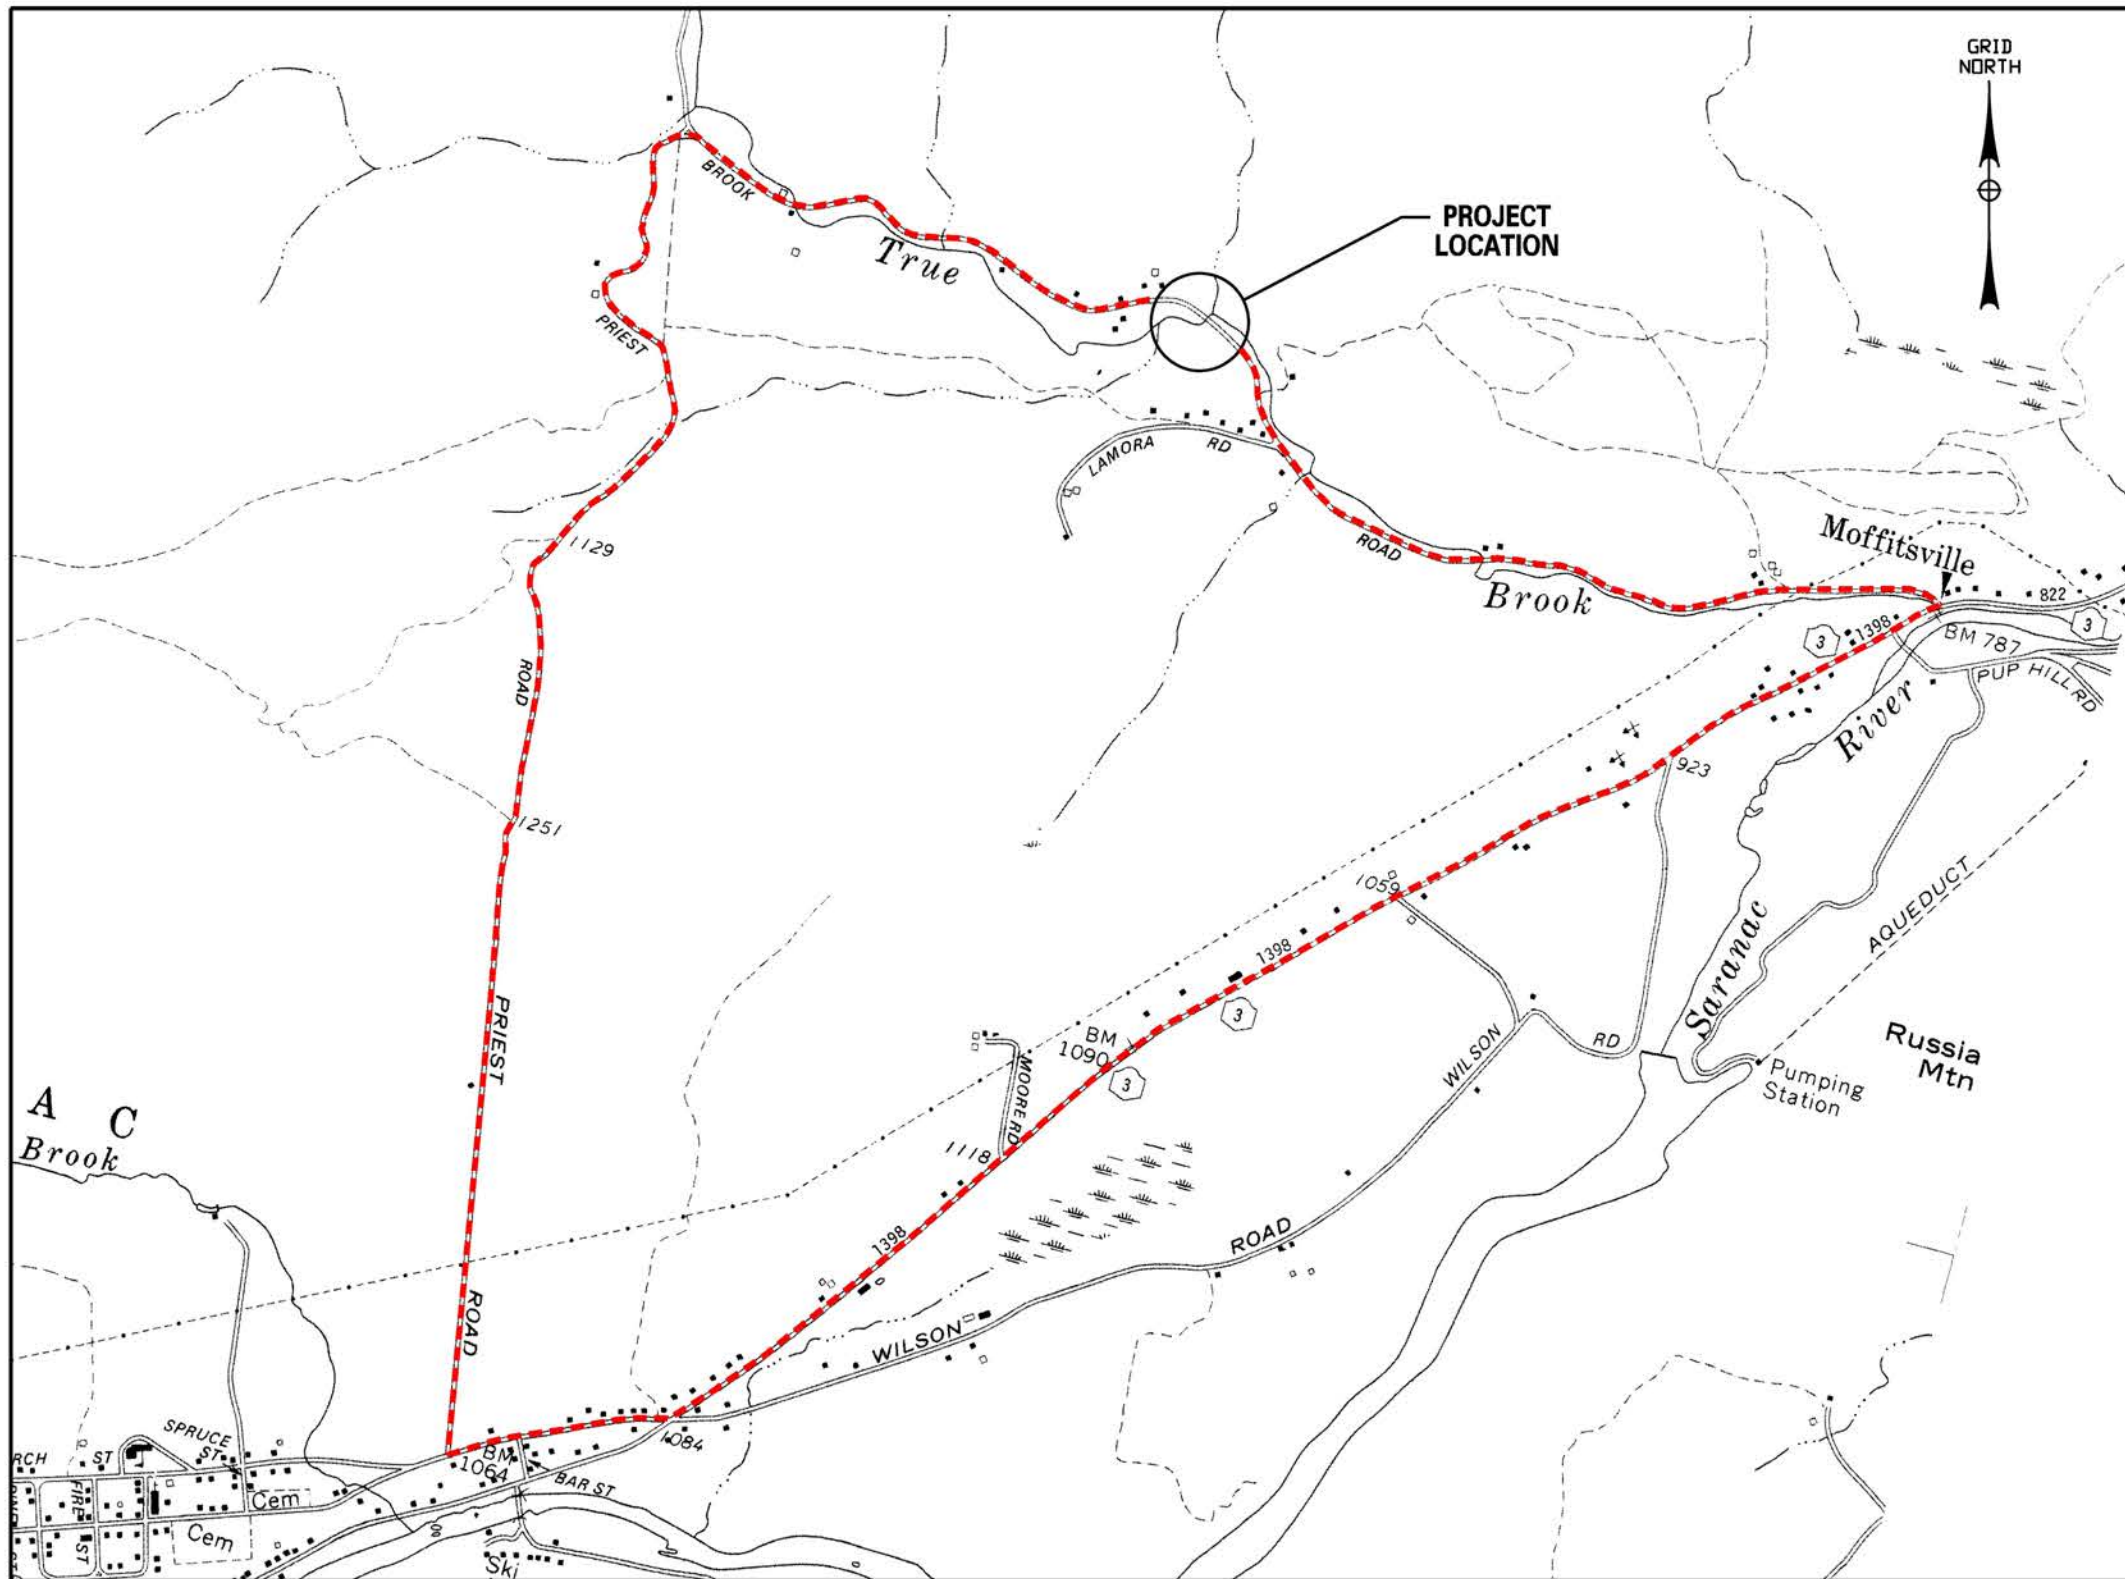 GRID
NORTH
BROOK
True
PROJECT
LOCATION
PRIEST
LAMORA
RD
1129
ROAD
Moffitsville
Brook
822
3
1398
3
BM 787
PUP HILL RD
ROAD
River
923
1251
1059
AQUEDUCT
1398
3
Saranac
PRIEST
BM
1090
3
MOORE RD
WILSON
RD
Russia
Mtn
Pumping
Station
A C
Brook
1118
1398
ROAD
ROAD
WILSON
SPRUCE
ST
1084
RCH
ST
BM
1064
BAR ST
FIRE
ST
Cem
Cem
Ski